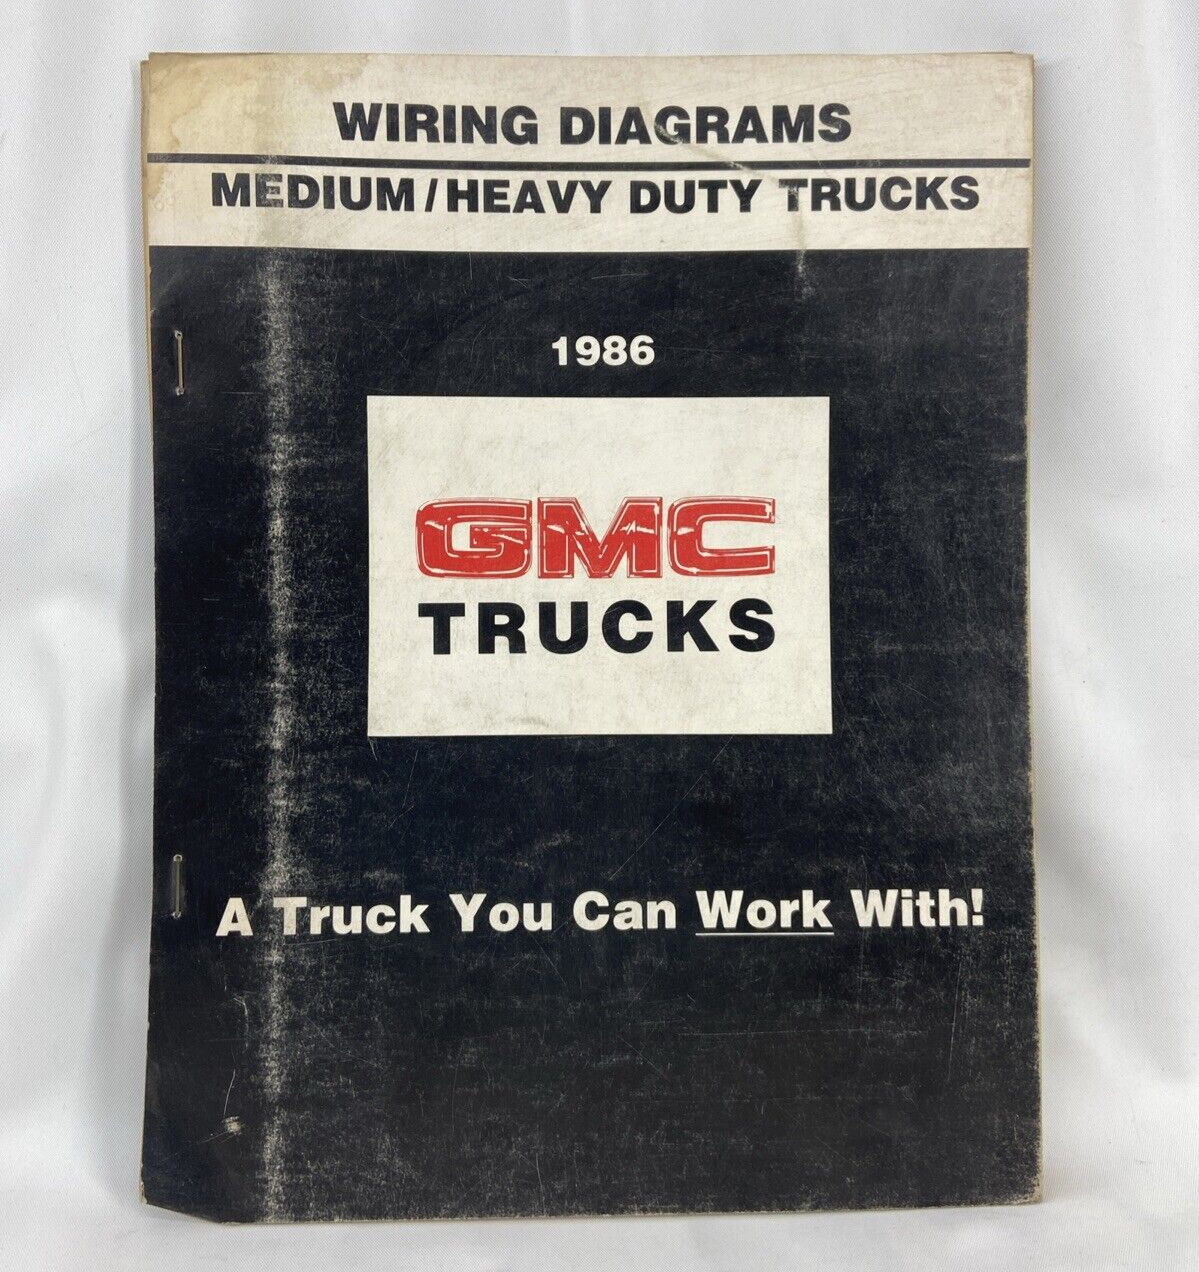 WIRING DIAGRAMS
MEDIUM/HEAVY DUTY TRUCKS
1986
GMC
TRUCKS
A Truck You Can Work With!